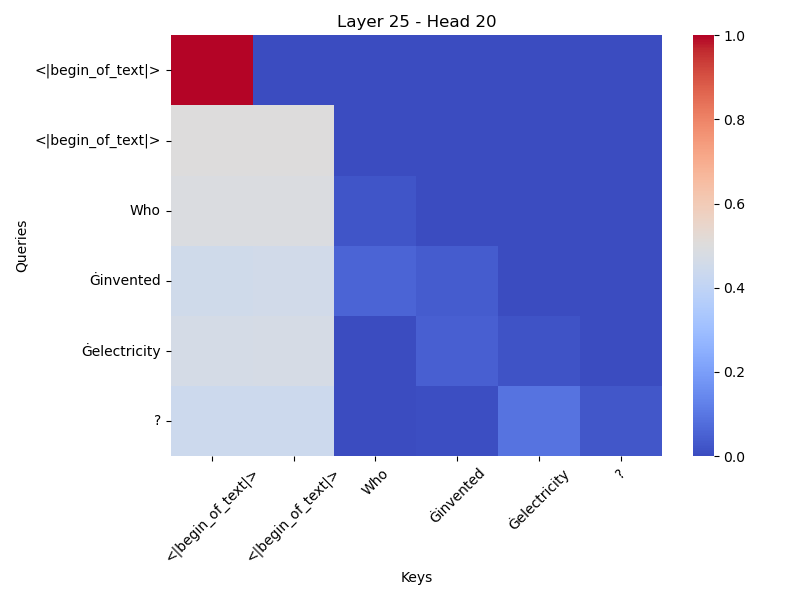 Layer 25 - Head 20
<|begin_of_text|>
<|begin_of_text|>
Who
Ġinvented
Ġelectricity
?
Queries
<|begin_of_text|>
<|begin_of_text|>
Who
Ġinvented
Ġelectricity
?
Keys
1.0
0.8
0.6
0.4
0.2
0.0